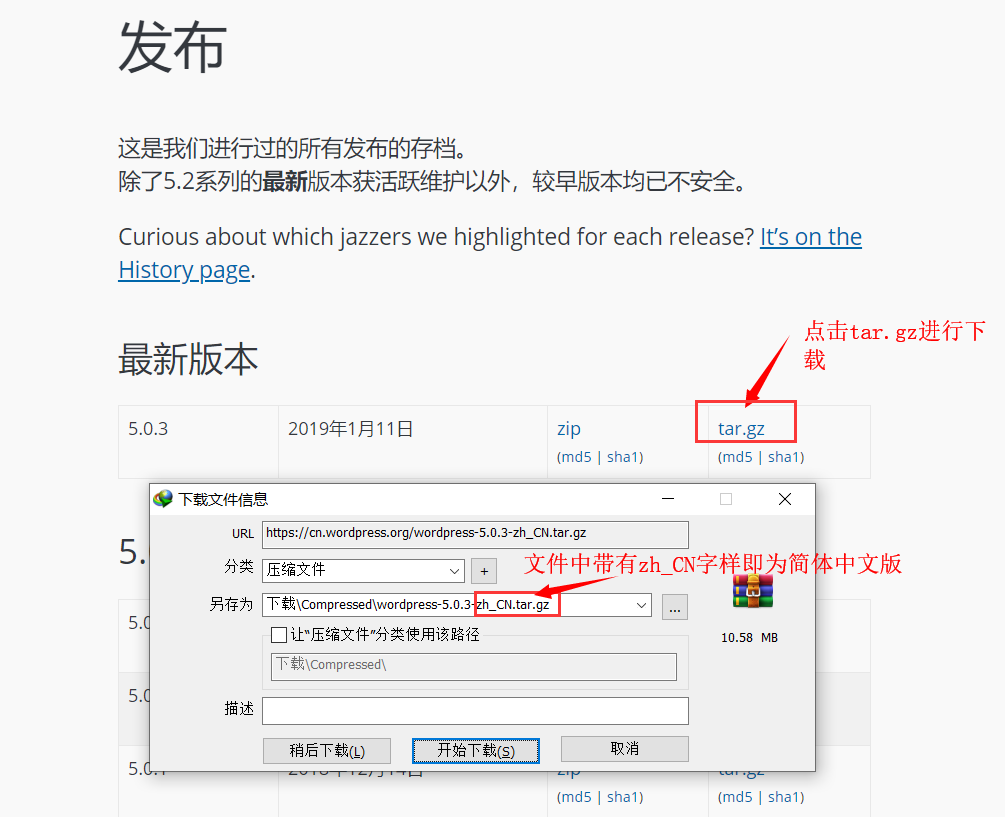 发布
这是我们进行过的所有发布的存档。
除了5.2系列的最新版本获活跃维护以外，较早版本均已不安全。
Curious about which jazzers we highlighted for each release? It’s on the
History page.
点击tar.gz进行下
载
最新版本
5.0.3 2019年1月11日 zip tar.gz
(md5 | sha1) (md5 | sha1)
下载文件信息
URL https://cn.wordpress.org/wordpress-5.0.3-zh_CN.tar.gz
5.
分类 压缩文件 +
文件中带有zh_CN字样即为简体中文版
另存为 下载\Compressed\wordpress-5.0.3-zh_CN.tar.gz ...
5.0
让“压缩文件”分类使用该路径
10.58 MB
下载\Compressed\
5.0
描述
稍后下载(L) 开始下载(S) 取消
5.0.1 2018年12月14日 zip tar.gz
(md5 | sha1) (md5 | sha1)